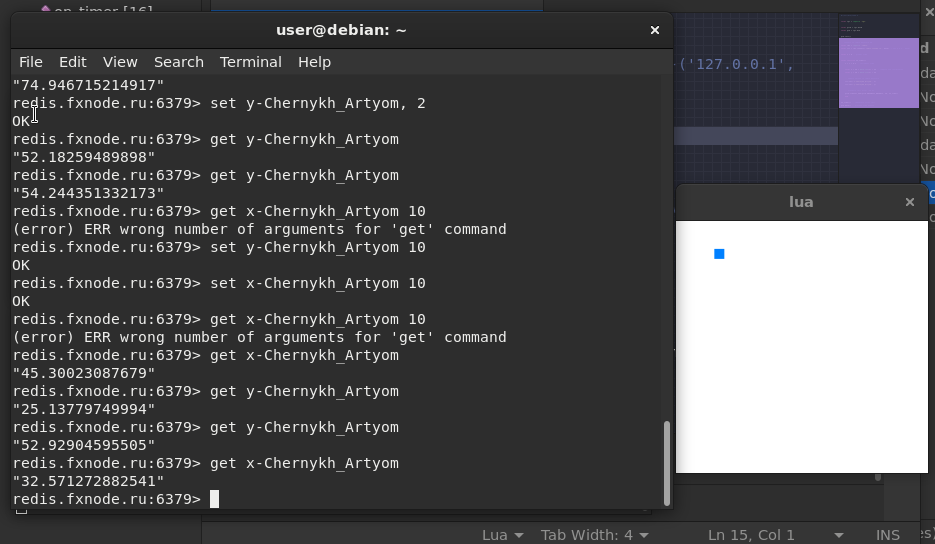 on-timer [16]
user@debian: ~
File Edit View Search Terminal Help
"74.946715214917"
redis.fxnode.ru:6379> set y-Chernykh_Artyom, 2
OK
redis.fxnode.ru:6379> get y-Chernykh_Artyom
"52.18259489898"
redis.fxnode.ru:6379> get y-Chernykh_Artyom
"54.244351332173"
redis.fxnode.ru:6379> get x-Chernykh_Artyom 10
(error) ERR wrong number of arguments for 'get' command
redis.fxnode.ru:6379> set y-Chernykh_Artyom 10
OK
redis.fxnode.ru:6379> set x-Chernykh_Artyom 10
OK
redis.fxnode.ru:6379> get x-Chernykh_Artyom 10
(error) ERR wrong number of arguments for 'get' command
redis.fxnode.ru:6379> get x-Chernykh_Artyom
"45.30023087679"
redis.fxnode.ru:6379> get y-Chernykh_Artyom
"25.13779749994"
redis.fxnode.ru:6379> get y-Chernykh_Artyom
"52.92904595505"
redis.fxnode.ru:6379> get x-Chernykh_Artyom
"32.571272882541"
redis.fxnode.ru:6379>
('127.0.0.1',
lua
Lua Tab Width: 4 Ln 15, Col 1 INS